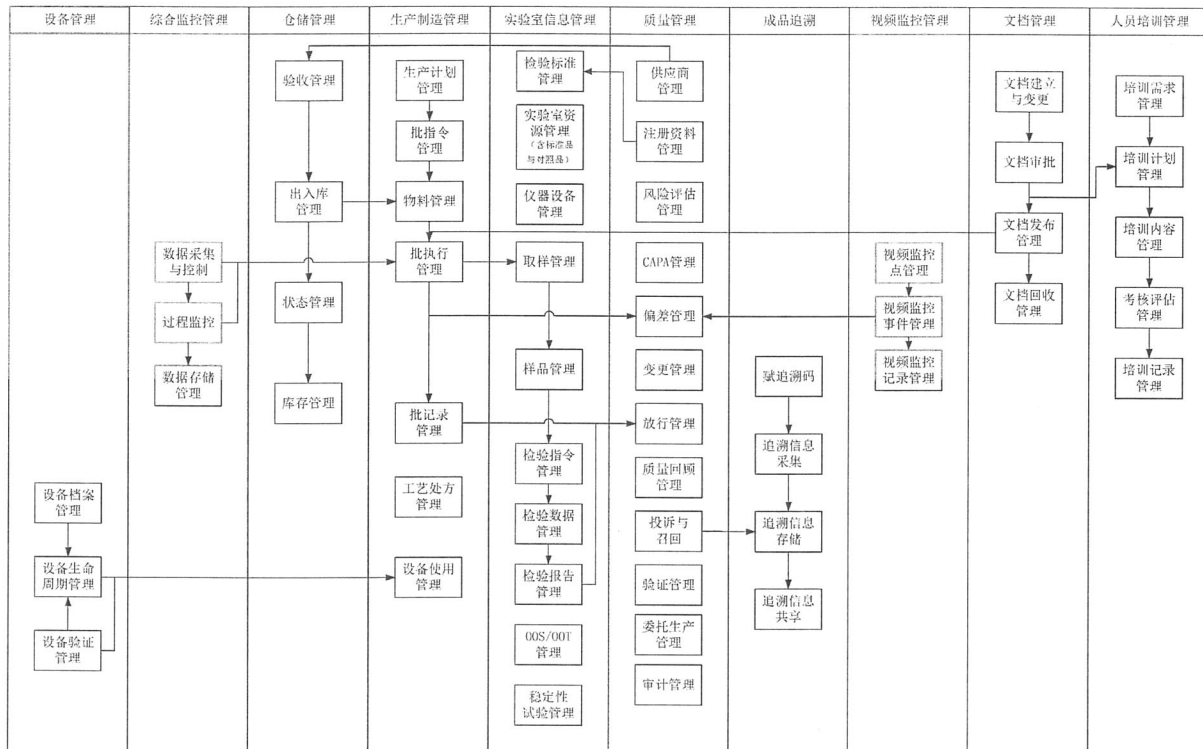 设备管理
综合监控管理
仓储管理
生产制造管理
实验室信息管理
质量管理
成品追溯
视频监控管理
文档管理
人员培训管理
设备档案
管理
设备生命
周期管理
设备验证
管理
数据采集
与控制
过程监控
数据存储
管理
验收管理
出入库
管理
状态管理
库存管理
生产计划
管理
批指令
管理
物料管理
批执行
管理
批记录
管理
工艺处方
管理
设备使用
管理
检验标准
管理
实验室资
源管理
(含标准品
与对照品)
仪器设备
管理
取样管理
样品管理
检验指令
管理
检验数据
管理
检验报告
管理
OOS/OOT
管理
稳定性
试验管理
供应商
管理
注册资料
管理
风险评估
管理
CAPA管理
偏差管理
变更管理
放行管理
质量回顾
管理
投诉与
召回
验证管理
委托生产
管理
审计管理
赋追溯码
追溯信息
采集
追溯信息
存储
追溯信息
共享
视频监控
点管理
视频监控
事件管理
视频监控
记录管理
文档建立
与变更
文档审批
文档发布
管理
文档回收
管理
培训需求
管理
培训计划
管理
培训内容
管理
考核评估
管理
培训记录
管理